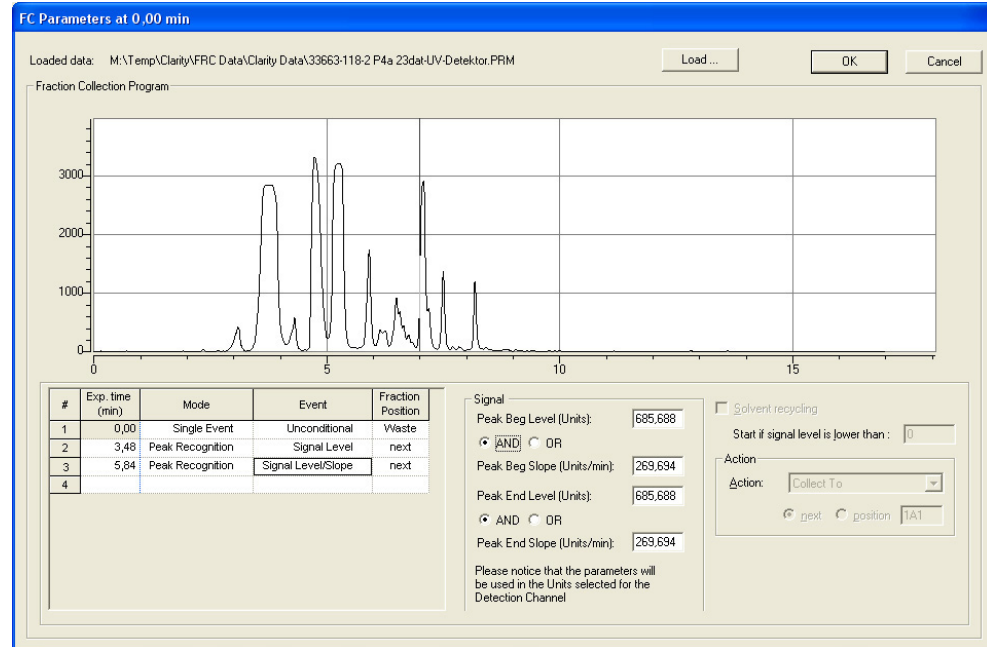 FC Parameters at 0,00 min
Loaded data: M:\Temp\Clarity\FRC Data\Clarity Data\33663-118-2 P4a 23dat-UV-Detektor.PRM
Load ...
OK
Cancel
Fraction Collection Program
3000
2000
1000
0
0 5 10 15
# Exp. time (min) Mode Event Fraction Position
1 0,00 Single Event Unconditional Waste
2 3,48 Peak Recognition Signal Level next
3 5,84 Peak Recognition Signal Level/Slope next
4
Signal
Peak Beg Level (Units): 685,688
AND OR
Peak Beg Slope (Units/min): 269,694
Peak End Level (Units): 685,688
AND OR
Peak End Slope (Units/min): 269,694
Please notice that the parameters will
be used in the Units selected for the
Detection Channel
Solvent recycling
Start if signal level is lower than : 0
Action
Action: Collect To
next position 1A1